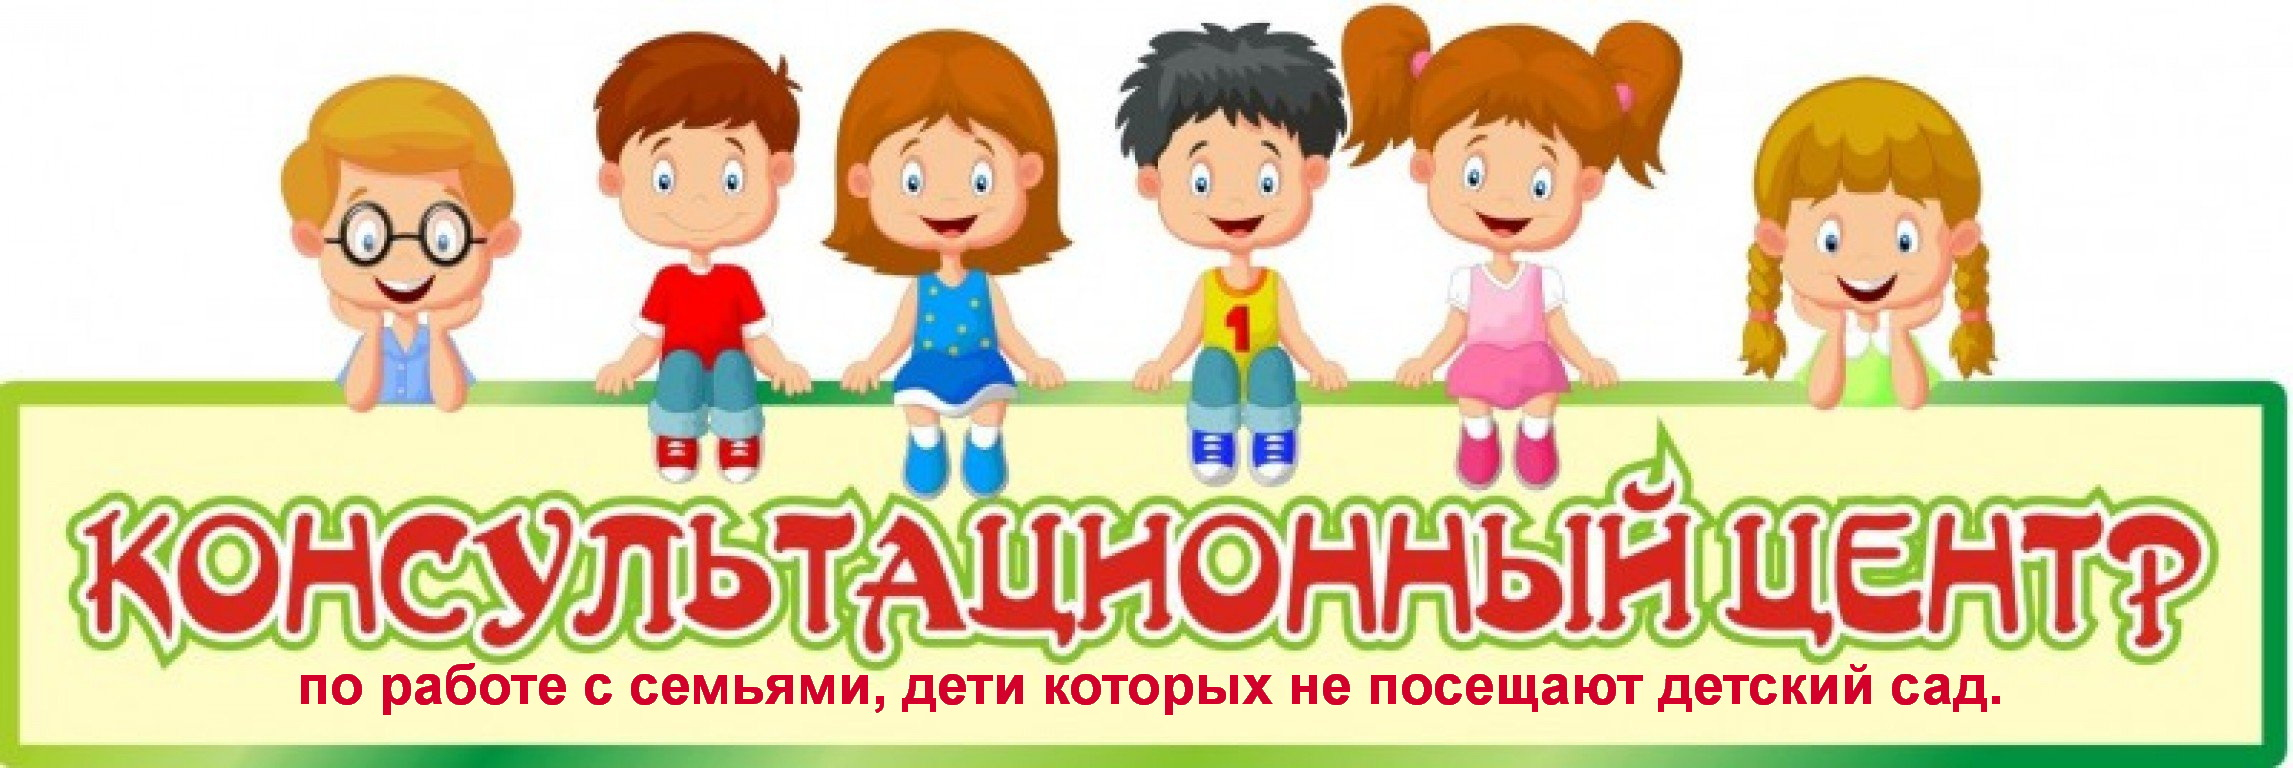 КОНСУЛЬТАЦИОННЫЙ ЦЕНТР
по работе с семьями, дети которых не посещают детский сад.
1